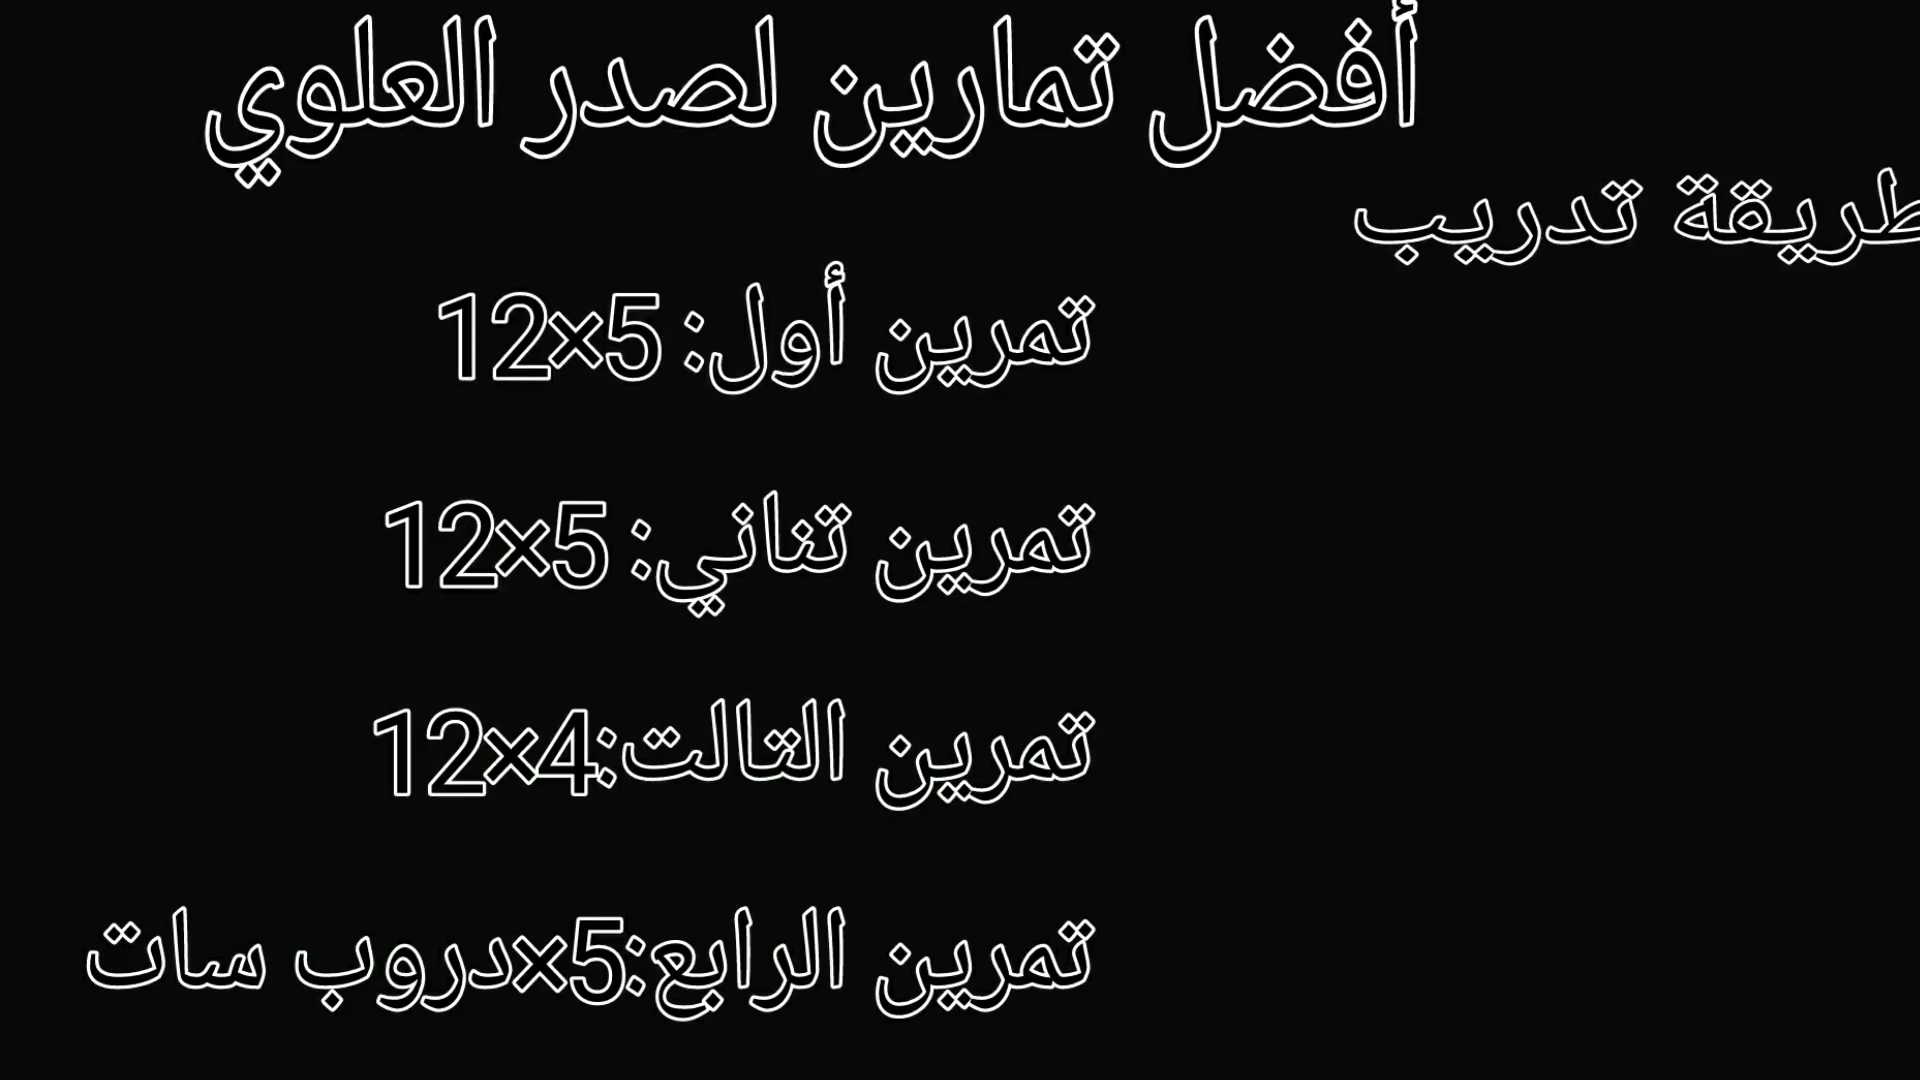 أفضل تمارين لصدر العلوي
طريقة تدريب
تمرين أول: 5×12
تمرين تناني: 5×12
تمرين التالت:4×12
تمرين الرابع:5×دروب سات